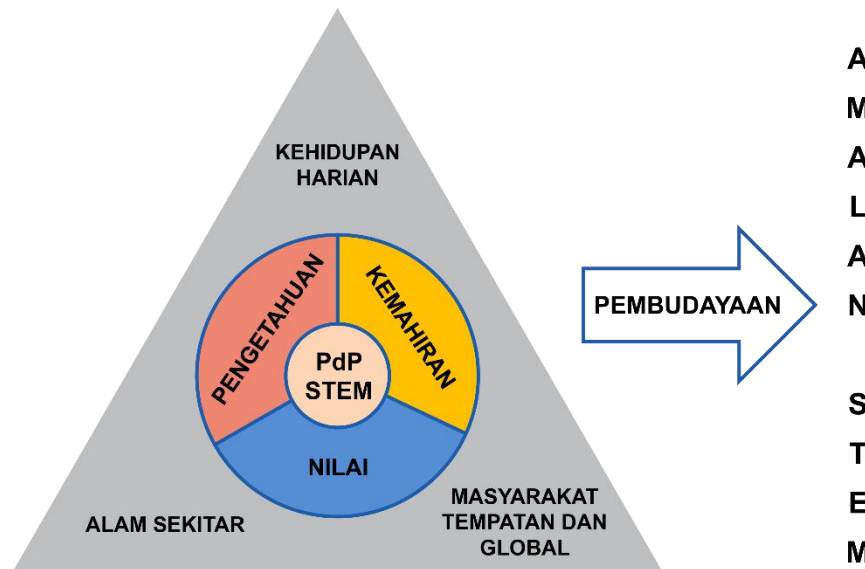 KEHIDUPAN
HARIAN
PENGETAHUAN
KEMAHIRAN
PdP
STEM
NILAI
ALAM SEKITAR
MASYARAKAT
TEMPATAN DAN
GLOBAL
PEMBUDAYAAN
A
M
A
L
A
N
S
T
E
M